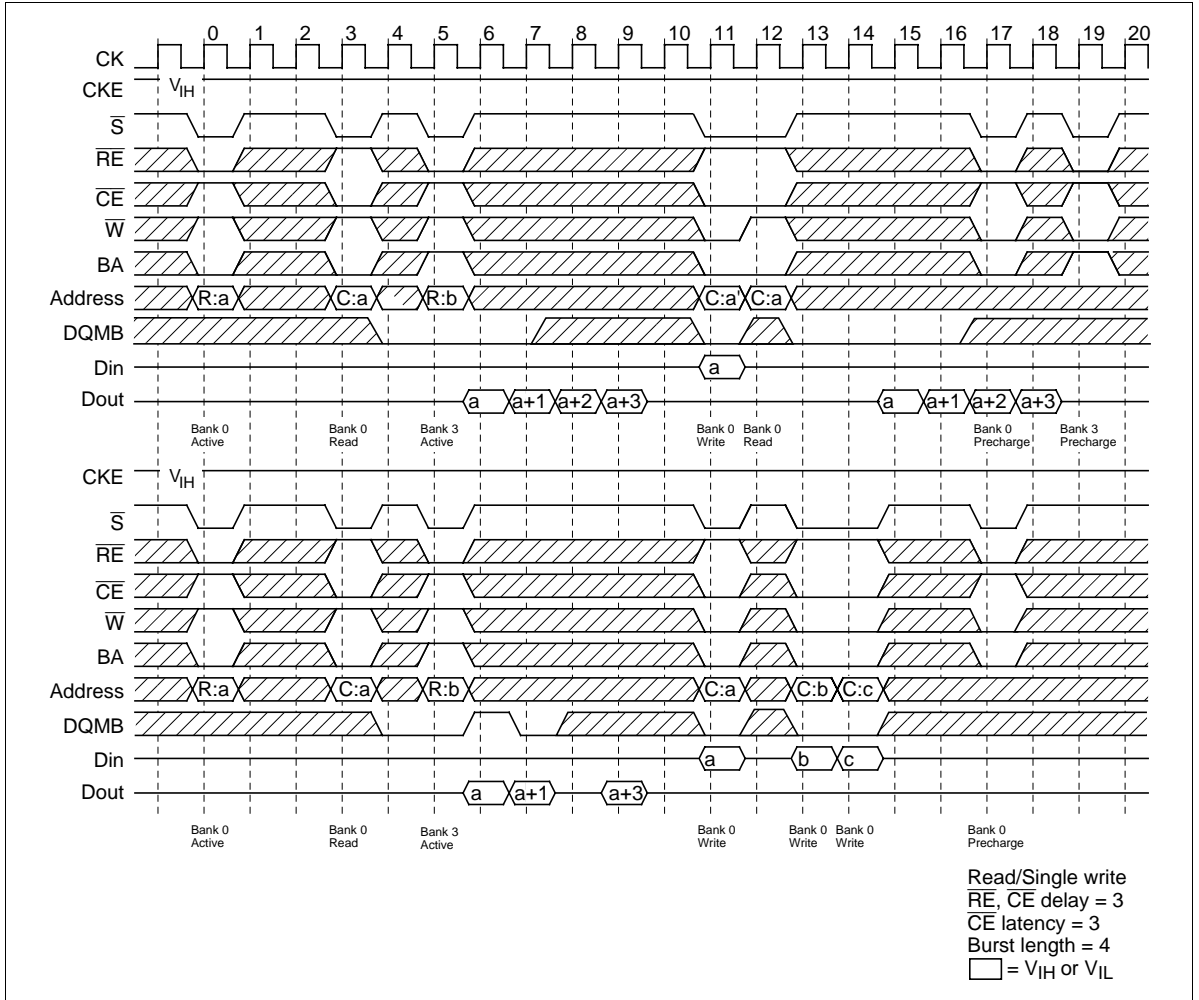 0 1 2 3 4 5 6 7 8 9 10 11 12 13 14 15 16 17 18 19 20
CK
CKE VIH
S
RE
CE
W
BA
Address R:a C:a R:b C:a' C:a
DQMB
Din a
Dout a a+1 a+2 a+3 a a+1 a+2 a+3
Bank 0 Bank 0 Bank 3 Bank 0 Bank 0 Bank 0 Bank 3
Active Read Active Write Read Precharge Precharge
CKE VIH
S
RE
CE
W
BA
Address R:a C:a R:b C:a C:b C:c
DQMB
Din a b c
Dout a a+1 a+3
Bank 0 Bank 0 Bank 3 Bank 0 Bank 0 Bank 0 Bank 0
Active Read Active Write Write Write Precharge
Read/Single write
RE, CE delay = 3
CE latency = 3
Burst length = 4
= VIH or VIL